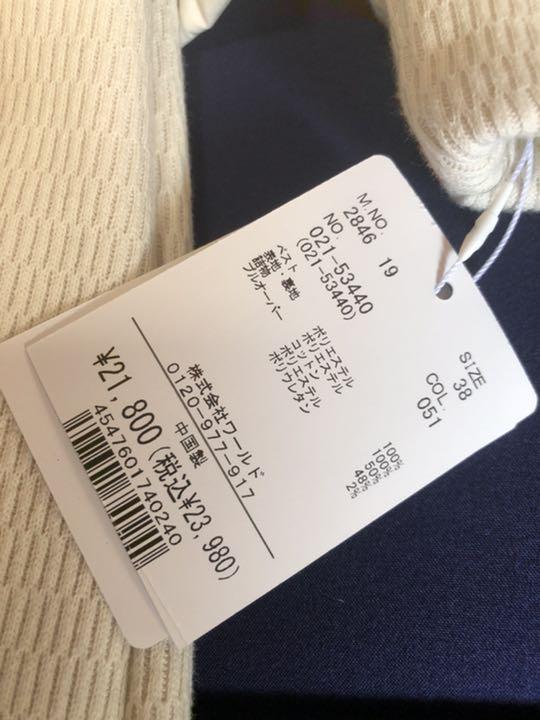 M.NO.
2846 19
NO.
021-53440
(021-53440)
ベスト
表地・裏地
詰物
プルオーバー
SIZE
38
COL.
051
ポリエステル 100%
ポリエステル 100%
コットン 50%
ポリエステル 48%
ポリウレタン 2%
株式会社ワールド
0120-977-917
中国製
¥21,800(税込¥23,980)
4547601740240